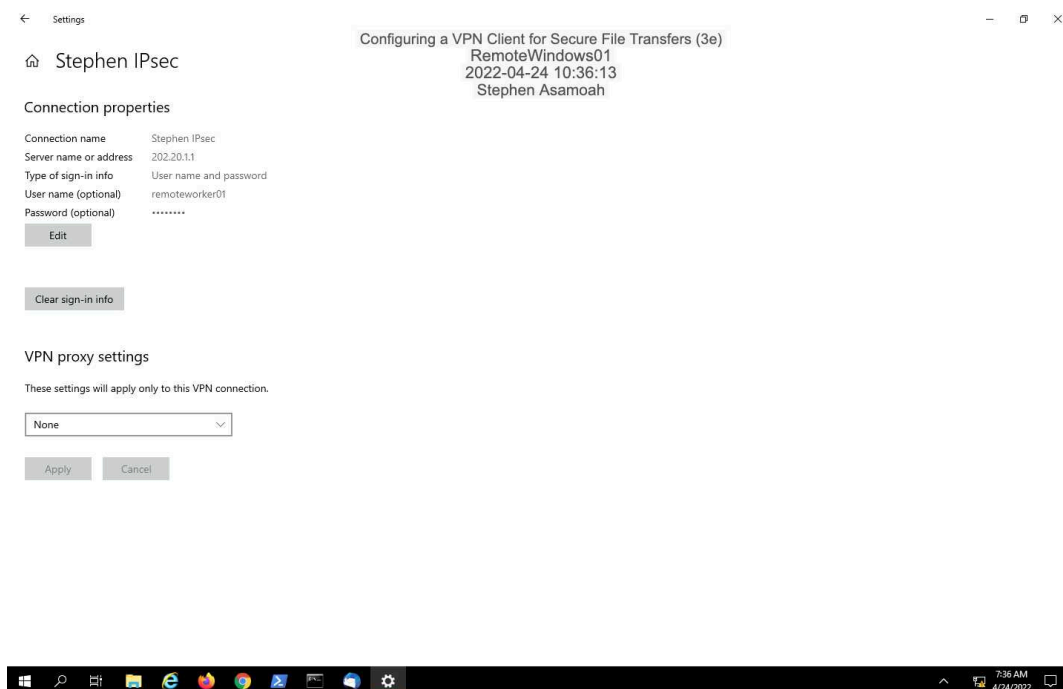 Settings
Configuring a VPN Client for Secure File Transfers (3e)
RemoteWindows01
2022-04-24 10:36:13
Stephen Asamoah
Stephen IPsec
Connection properties
Connection name Stephen IPsec
Server name or address 202.20.1.1
Type of sign-in info User name and password
User name (optional) remoteworker01
Password (optional) ••••••••
Edit
Clear sign-in info
VPN proxy settings
These settings will apply only to this VPN connection.
None
Apply Cancel
7:36 AM
4/24/2022